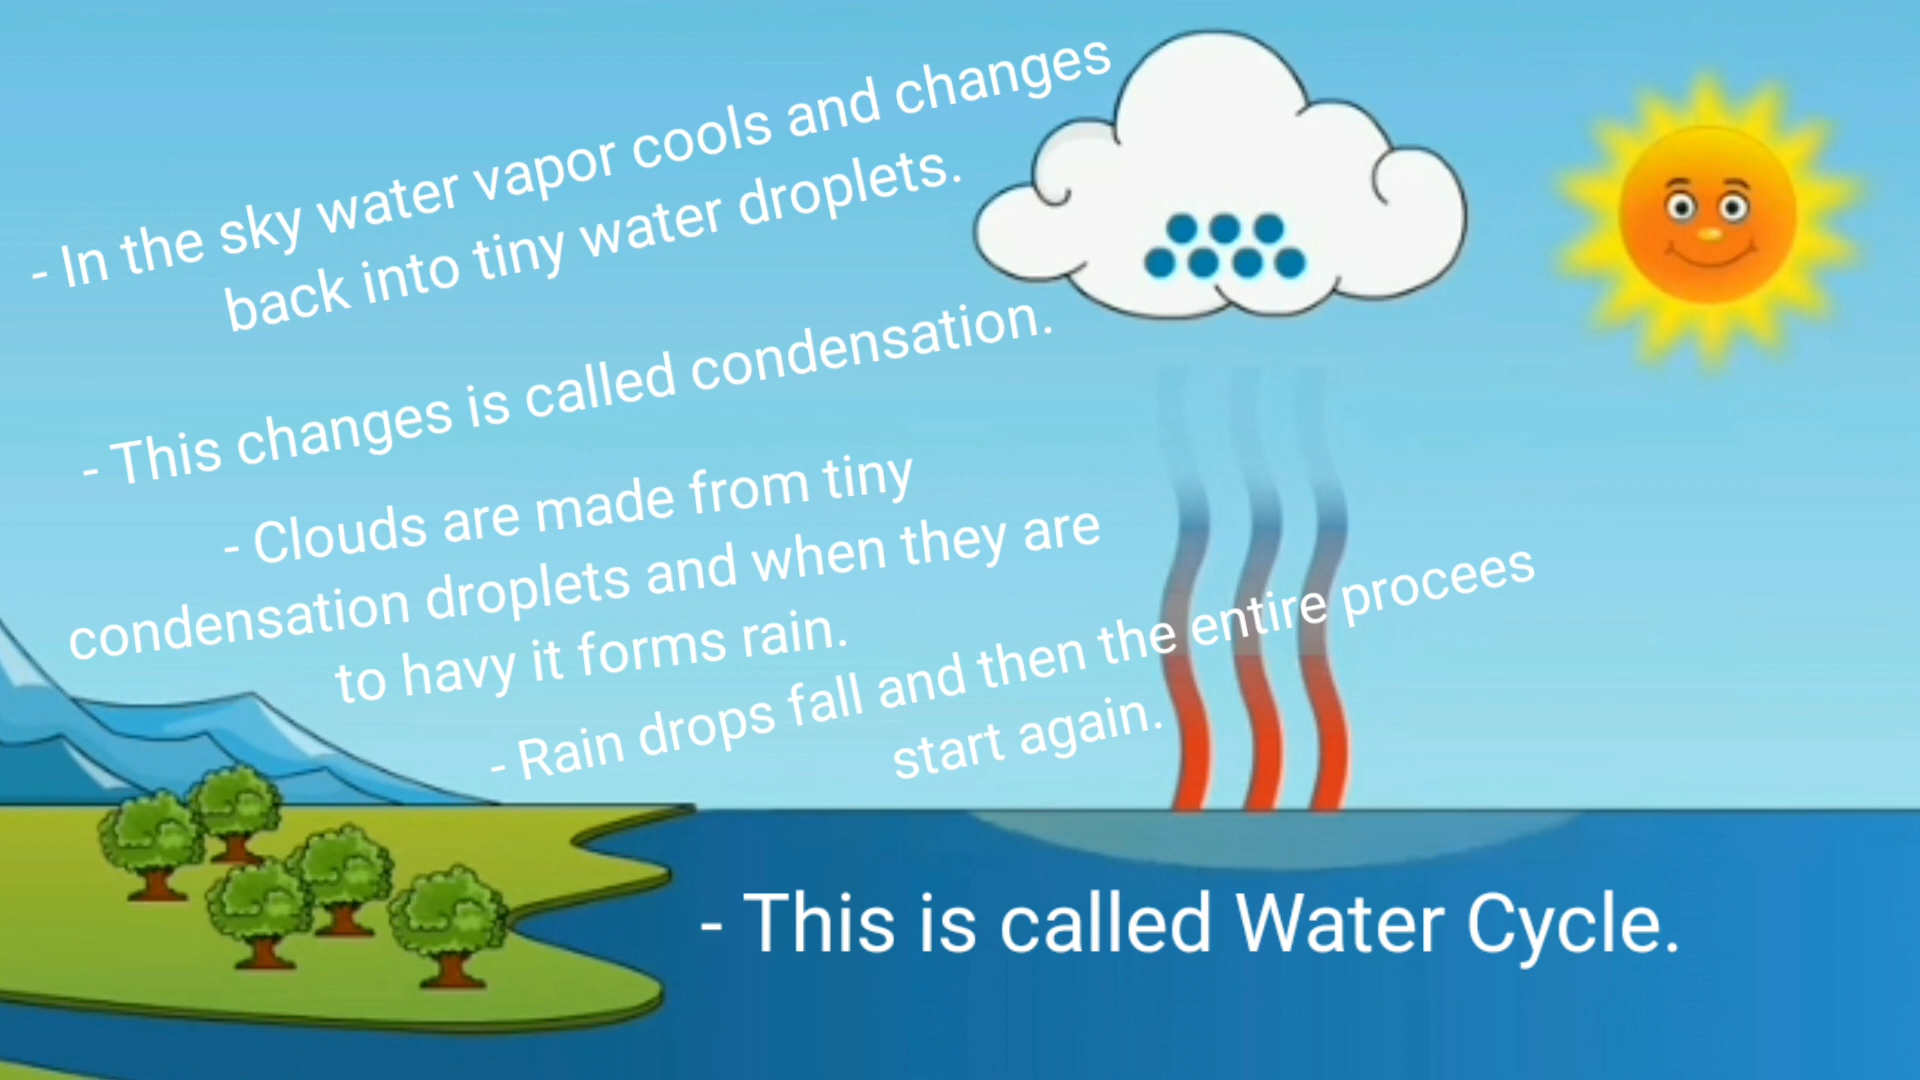 - In the sky water vapor cools and changes
back into tiny water droplets.
- This changes is called condensation.
- Clouds are made from tiny
condensation droplets and when they are
to havy it forms rain.
- Rain drops fall and then the entire procees
start again.
- This is called Water Cycle.